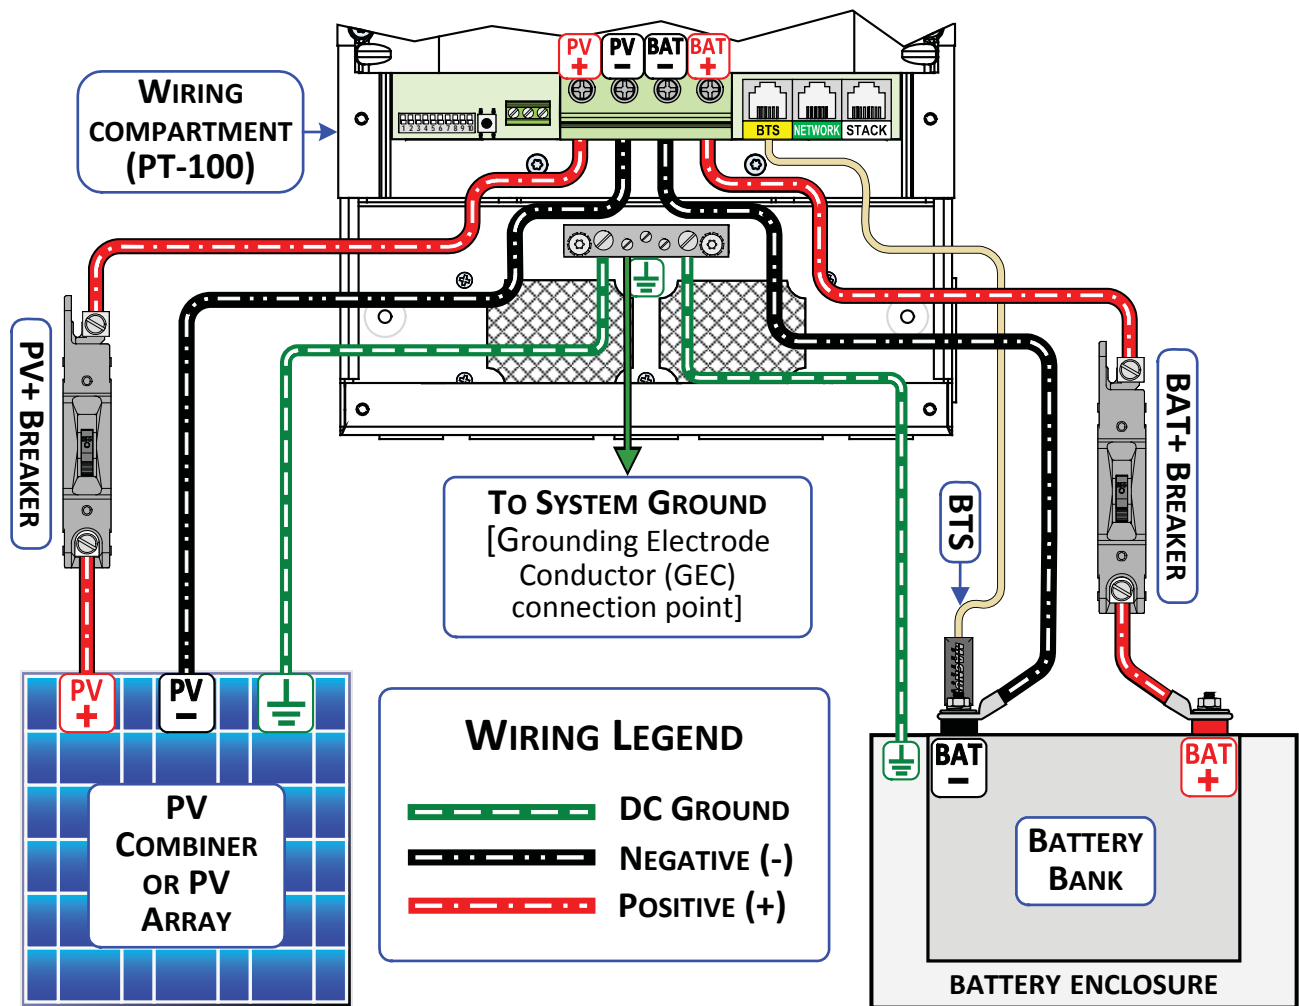 PV
+
PV
-
BAT
-
BAT
+
WIRING
COMPARTMENT
(PT-100)
1 2 3 4 5 6 7 8 9 10
BTS
NETWORK
STACK
PV+ BREAKER
BAT+ BREAKER
TO SYSTEM GROUND
[Grounding Electrode
Conductor (GEC)
connection point]
BTS
PV
+
PV
-
WIRING LEGEND
DC GROUND
NEGATIVE (-)
POSITIVE (+)
BAT
-
BAT
+
PV
COMBINER
OR PV
ARRAY
BATTERY
BANK
BATTERY ENCLOSURE